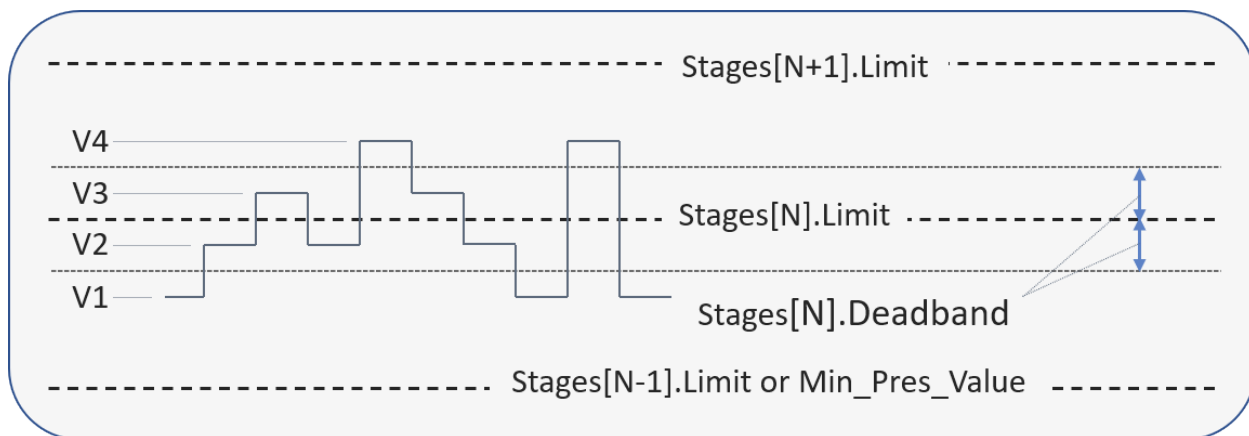 Stages[N+1].Limit
V4
V3
Stages[N].Limit
V2
V1
Stages[N].Deadband
Stages[N-1].Limit or Min_Pres_Value